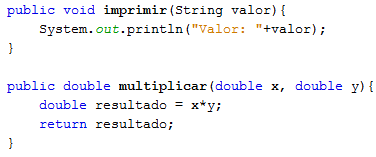 public void imprimir(String valor){
    System.out.println("Valor: "+valor);
}

public double multiplicar(double x, double y){
    double resultado = x*y;
    return resultado;
}